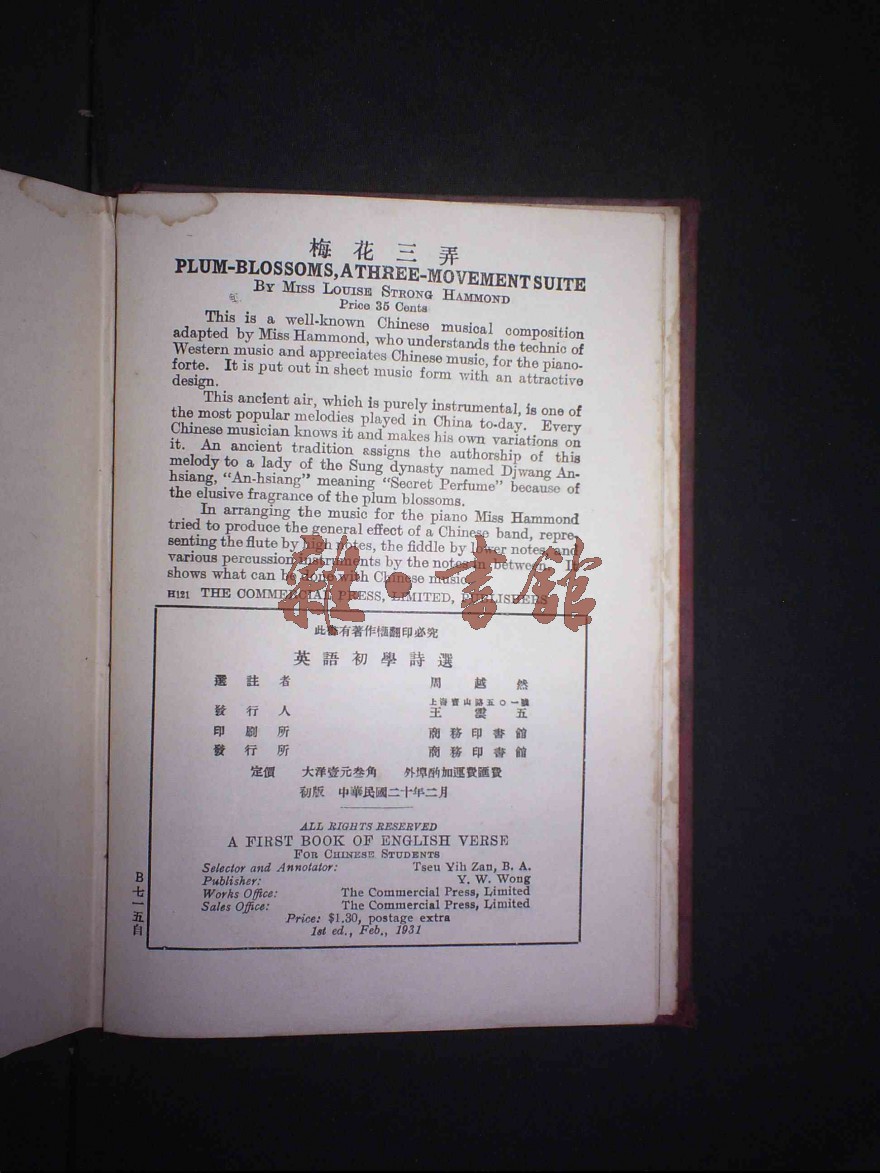 梅花三弄
PLUM-BLOSSOMS, A THREE-MOVEMENT SUITE
BY MISS LOUISE STRONG HAMMOND
Price 35 Cents
This is a well-known Chinese musical composition
adapted by Miss Hammond, who understands the technic of
Western music and appreciates Chinese music, for the piano-
forte. It is put out in sheet music form with an attractive
design.
This ancient air, which is purely instrumental, is one of
the most popular melodies played in China to-day. Every
Chinese musician knows it and makes his own variations on
it. An ancient tradition assigns the authorship of this
melody to a lady of the Sung dynasty named Djwang An-
hsiang, "An-hsiang" meaning "Secret Perfume" because of
the elusive fragrance of the plum blossoms.
In arranging the music for the piano Miss Hammond
tried to produce the general effect of a Chinese band, repre-
senting the flute by high notes, the fiddle by lower notes, and
various percussion instruments by the notes in between. It
shows what can be done with Chinese music.
H121 THE COMMERCIAL PRESS, LIMITED, PUBLISHERS
雜·書館
此書有著作權翻印必究
英語初學詩選
選註者 周越然
上海寶山路五〇一號
發行人 王雲五
印刷所 商務印書館
發行所 商務印書館
定價 大洋壹元叁角 外埠酌加運費匯費
初版 中華民國二十年二月
ALL RIGHTS RESERVED
A FIRST BOOK OF ENGLISH VERSE
FOR CHINESE STUDENTS
Selector and Annotator: Tseu Yih Zan, B. A.
Publisher: Y. W. Wong
Works Office: The Commercial Press, Limited
Sales Office: The Commercial Press, Limited
Price: $1.30, postage extra
1st ed., Feb., 1931
B七一五自